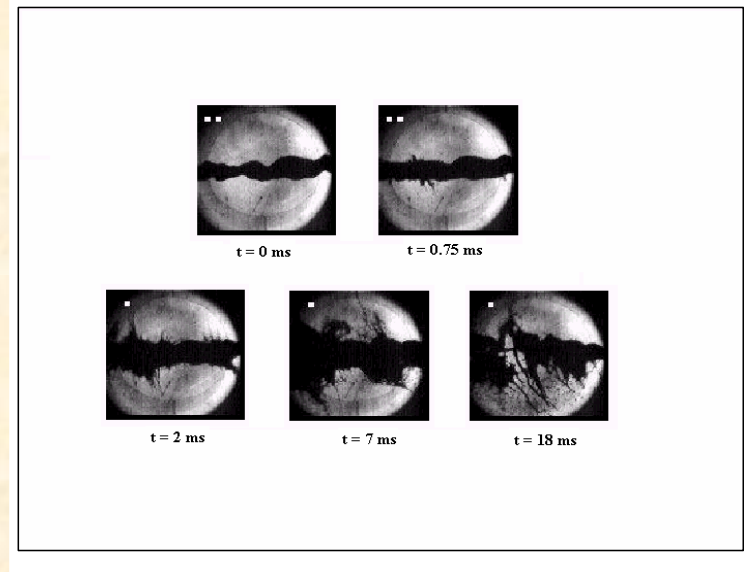 t = 0 ms
t = 0.75 ms
t = 2 ms
t = 7 ms
t = 18 ms